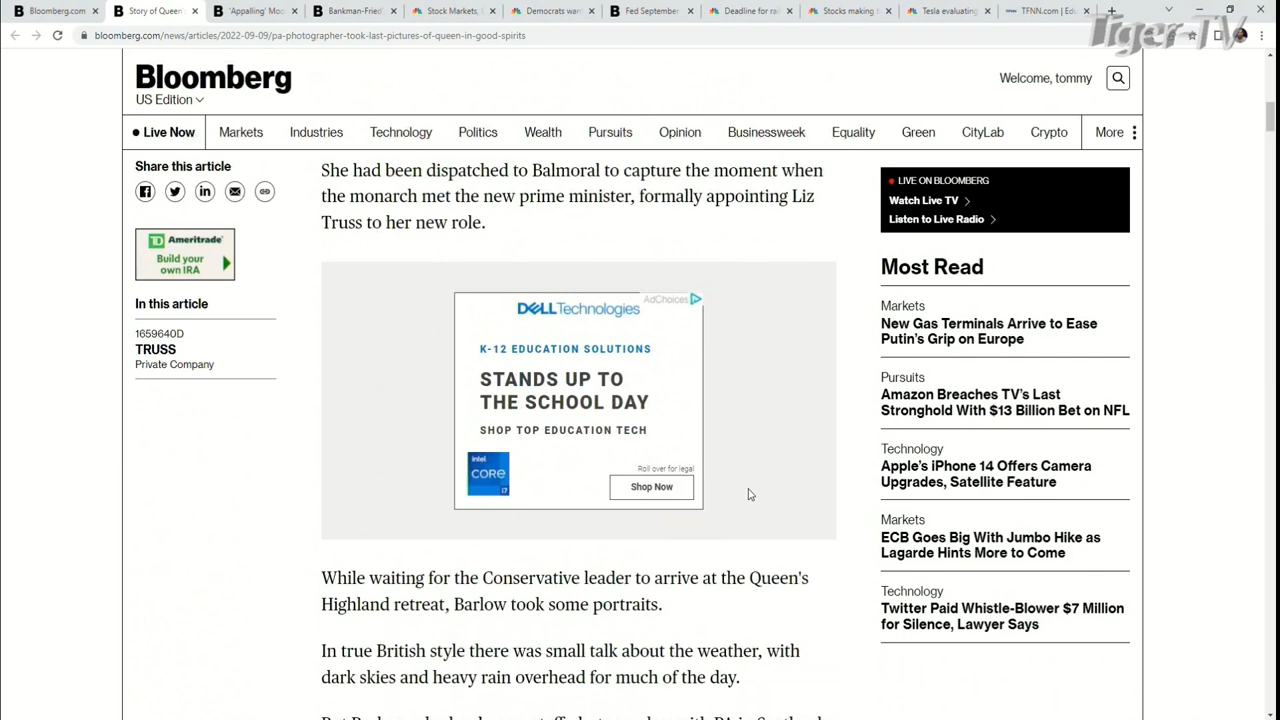 Bloomberg.com
Story of Queen'
'Appalling' Moo
Bankman-Fried'
Stock Markets,
Democrats wan
Fed September
Deadline for rai
Stocks making
Tesla evaluating
TFNN.com | Edu
Tiger-TV
bloomberg.com/news/articles/2022-09-09/pa-photographer-took-last-pictures-of-queen-in-good-spirits
Bloomberg
US Edition
Welcome, tommy
Live Now
Markets
Industries
Technology
Politics
Wealth
Pursuits
Opinion
Businessweek
Equality
Green
CityLab
Crypto
More
Share this article
TD Ameritrade
Build your
own IRA
In this article
1659640D
TRUSS
Private Company
She had been dispatched to Balmoral to capture the moment when
the monarch met the new prime minister, formally appointing Liz
Truss to her new role.
AdChoices
DELLTechnologies
K-12 EDUCATION SOLUTIONS
STANDS UP TO
THE SCHOOL DAY
SHOP TOP EDUCATION TECH
intel
CORE
i7
Roll over for legal
Shop Now
While waiting for the Conservative leader to arrive at the Queen's
Highland retreat, Barlow took some portraits.
In true British style there was small talk about the weather, with
dark skies and heavy rain overhead for much of the day.
LIVE ON BLOOMBERG
Watch Live TV
Listen to Live Radio
Most Read
Markets
New Gas Terminals Arrive to Ease
Putin's Grip on Europe
Pursuits
Amazon Breaches TV's Last
Stronghold With $13 Billion Bet on NFL
Technology
Apple's iPhone 14 Offers Camera
Upgrades, Satellite Feature
Markets
ECB Goes Big With Jumbo Hike as
Lagarde Hints More to Come
Technology
Twitter Paid Whistle-Blower $7 Million
for Silence, Lawyer Says